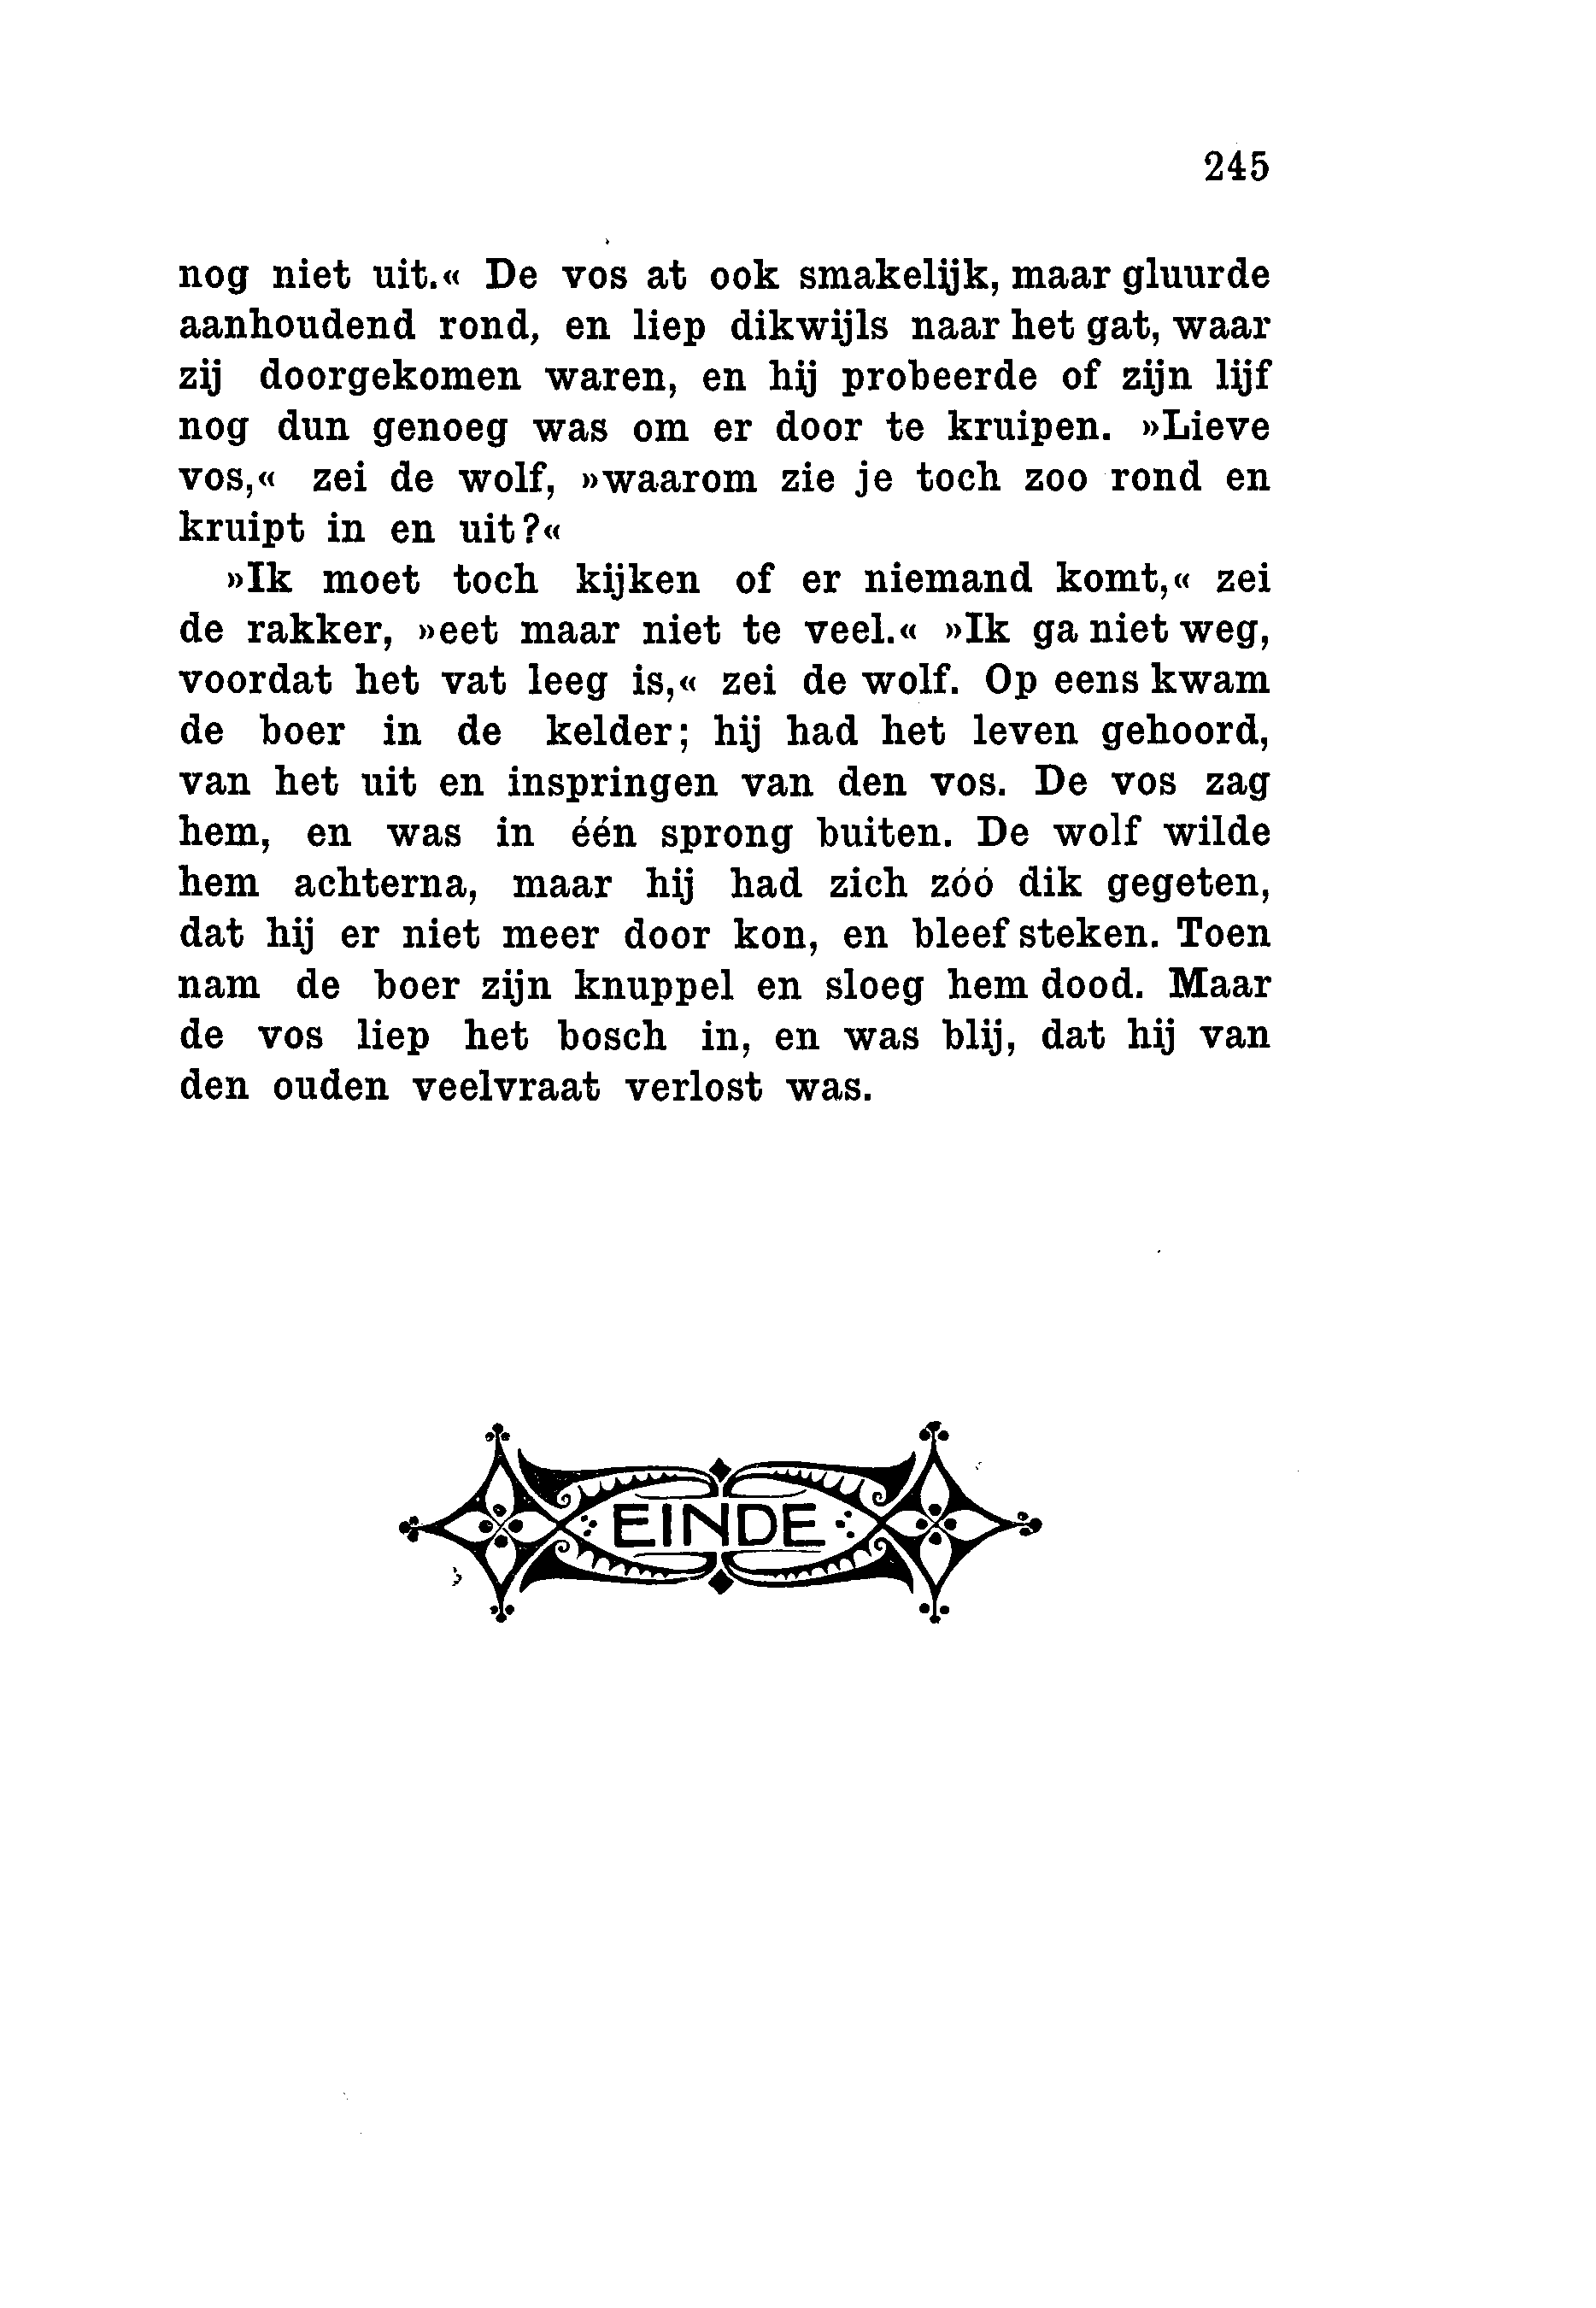 245
nog niet uit.« De vos at ook smakelijk, maar gluurde
aanhoudend rond, en liep dikwijls naar het gat, waar
zij doorgekomen waren, en hij probeerde of zijn lijf
nog dun genoeg was om er door te kruipen. »Lieve
vos,« zei de wolf, »waarom zie je toch zoo rond en
kruipt in en uit?«
»Ik moet toch kijken of er niemand komt,« zei
de rakker, »eet maar niet te veel.« »Ik ga niet weg,
voordat het vat leeg is,« zei de wolf. Op eens kwam
de boer in de kelder; hij had het leven gehoord,
van het uit en inspringen van den vos. De vos zag
hem, en was in één sprong buiten. De wolf wilde
hem achterna, maar hij had zich zóó dik gegeten,
dat hij er niet meer door kon, en bleef steken. Toen
nam de boer zijn knuppel en sloeg hem dood. Maar
de vos liep het bosch in, en was blij, dat hij van
den ouden veelvraat verlost was.
EINDE